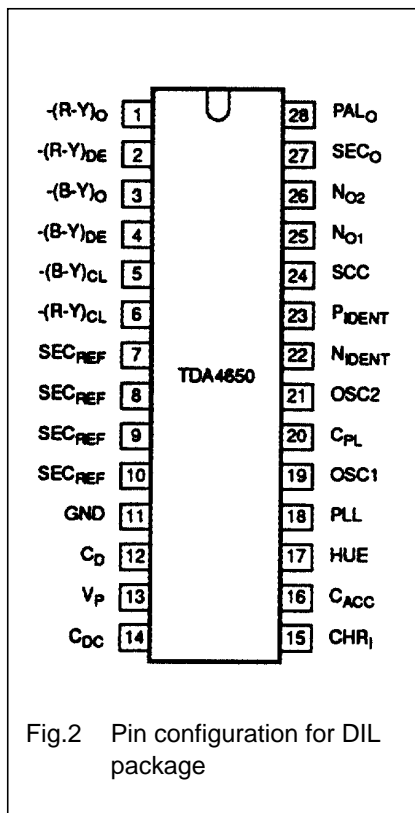 -(R-Y)O 1 28 PALO
-(R-Y)DE 2 27 SECO
-(B-Y)O 3 26 NO2
-(B-Y)DE 4 25 NO1
-(B-Y)CL 5 24 SCC
-(R-Y)CL 6 23 PIDENT
SECREF 7 22 NIDENT
TDA4650
SECREF 8 21 OSC2
SECREF 9 20 CPL
SECREF 10 19 OSC1
GND 11 18 PLL
CD 12 17 HUE
VP 13 16 CACC
CDC 14 15 CHRI
Fig.2 Pin configuration for DIL
package